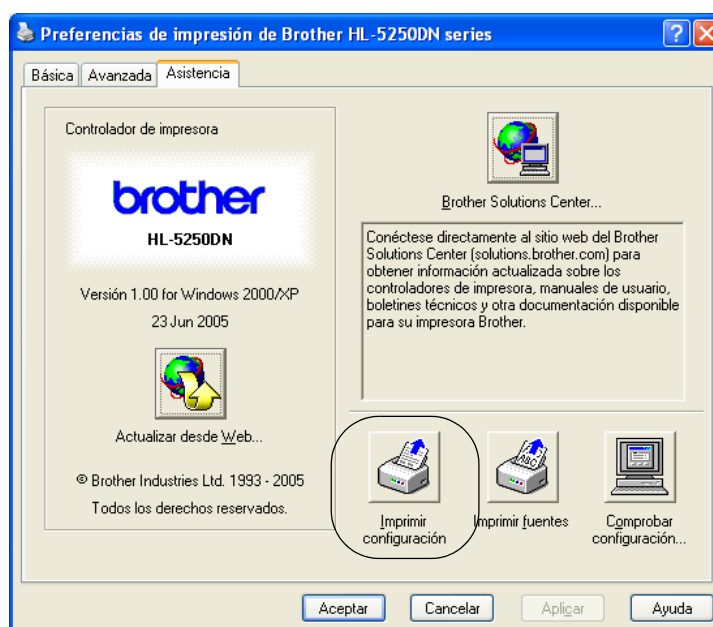 Preferencias de impresión de Brother HL-5250DN series
Básica Avanzada Asistencia
Controlador de impresora
brother
HL-5250DN
Versión 1.00 for Windows 2000/XP
23 Jun 2005
Actualizar desde Web...
© Brother Industries Ltd. 1993 - 2005
Todos los derechos reservados.
Brother Solutions Center...
Conéctese directamente al sitio web del Brother
Solutions Center (solutions.brother.com) para
obtener información actualizada sobre los
controladores de impresora, manuales de usuario,
boletines técnicos y otra documentación disponible
para su impresora Brother.
Imprimir
configuración
Imprimir fuentes
Comprobar
configuración...
Aceptar Cancelar Aplicar Ayuda